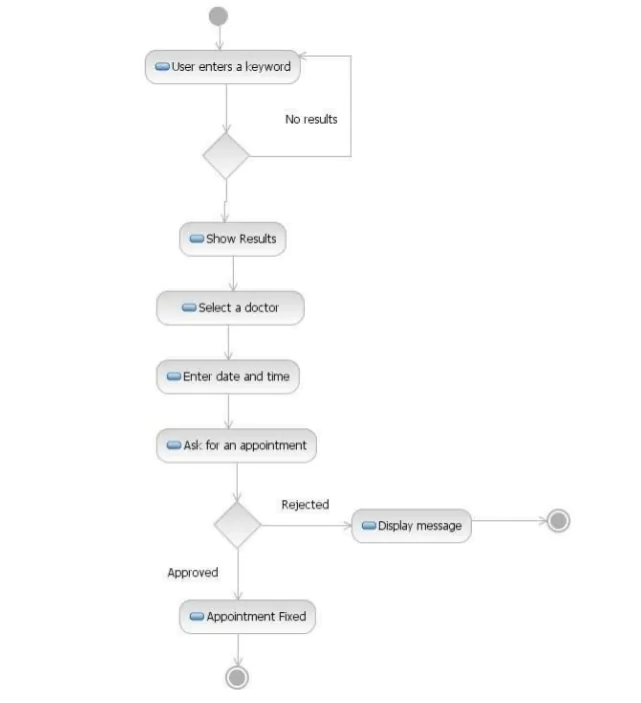 User enters a keyword
No results
Show Results
Select a doctor
Enter date and time
Ask for an appointment
Rejected
Display message
Approved
Appointment Fixed